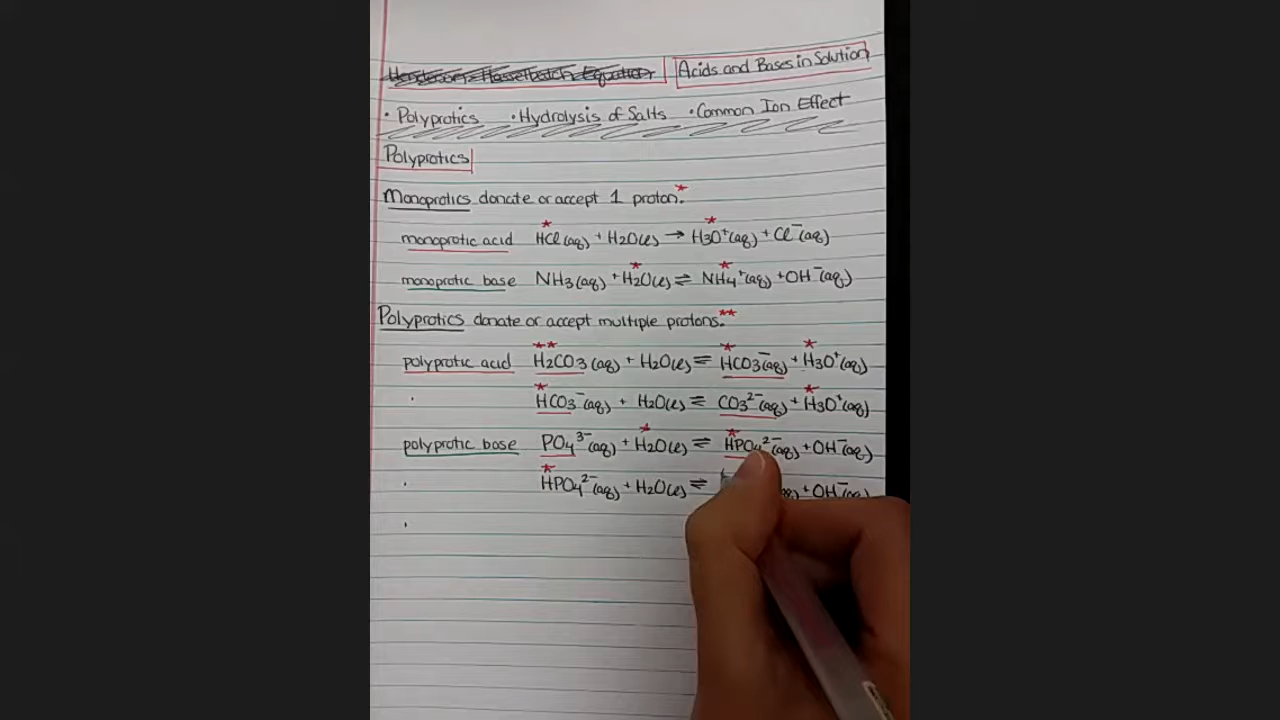 Acids and Bases in Solution
• Polyprotics • Hydrolysis of Salts • Common Ion Effect
Polyprotics
Monoprotics donate or accept 1 proton.*
monoprotic acid HCl(aq) + H2O(l) → H3O⁺(aq) + Cl⁻(aq)
monoprotic base NH3(aq) + H2O(l) ⇌ NH4⁺(aq) + OH⁻(aq)
Polyprotics donate or accept multiple protons.**
polyprotic acid H2CO3(aq) + H2O(l) ⇌ HCO3⁻(aq) + H3O⁺(aq)
HCO3⁻(aq) + H2O(l) ⇌ CO3²⁻(aq) + H3O⁺(aq)
polyprotic base PO4³⁻(aq) + H2O(l) ⇌ HPO4²⁻(aq) + OH⁻(aq)
HPO4²⁻(aq) + H2O(l) ⇌ + OH⁻(aq)